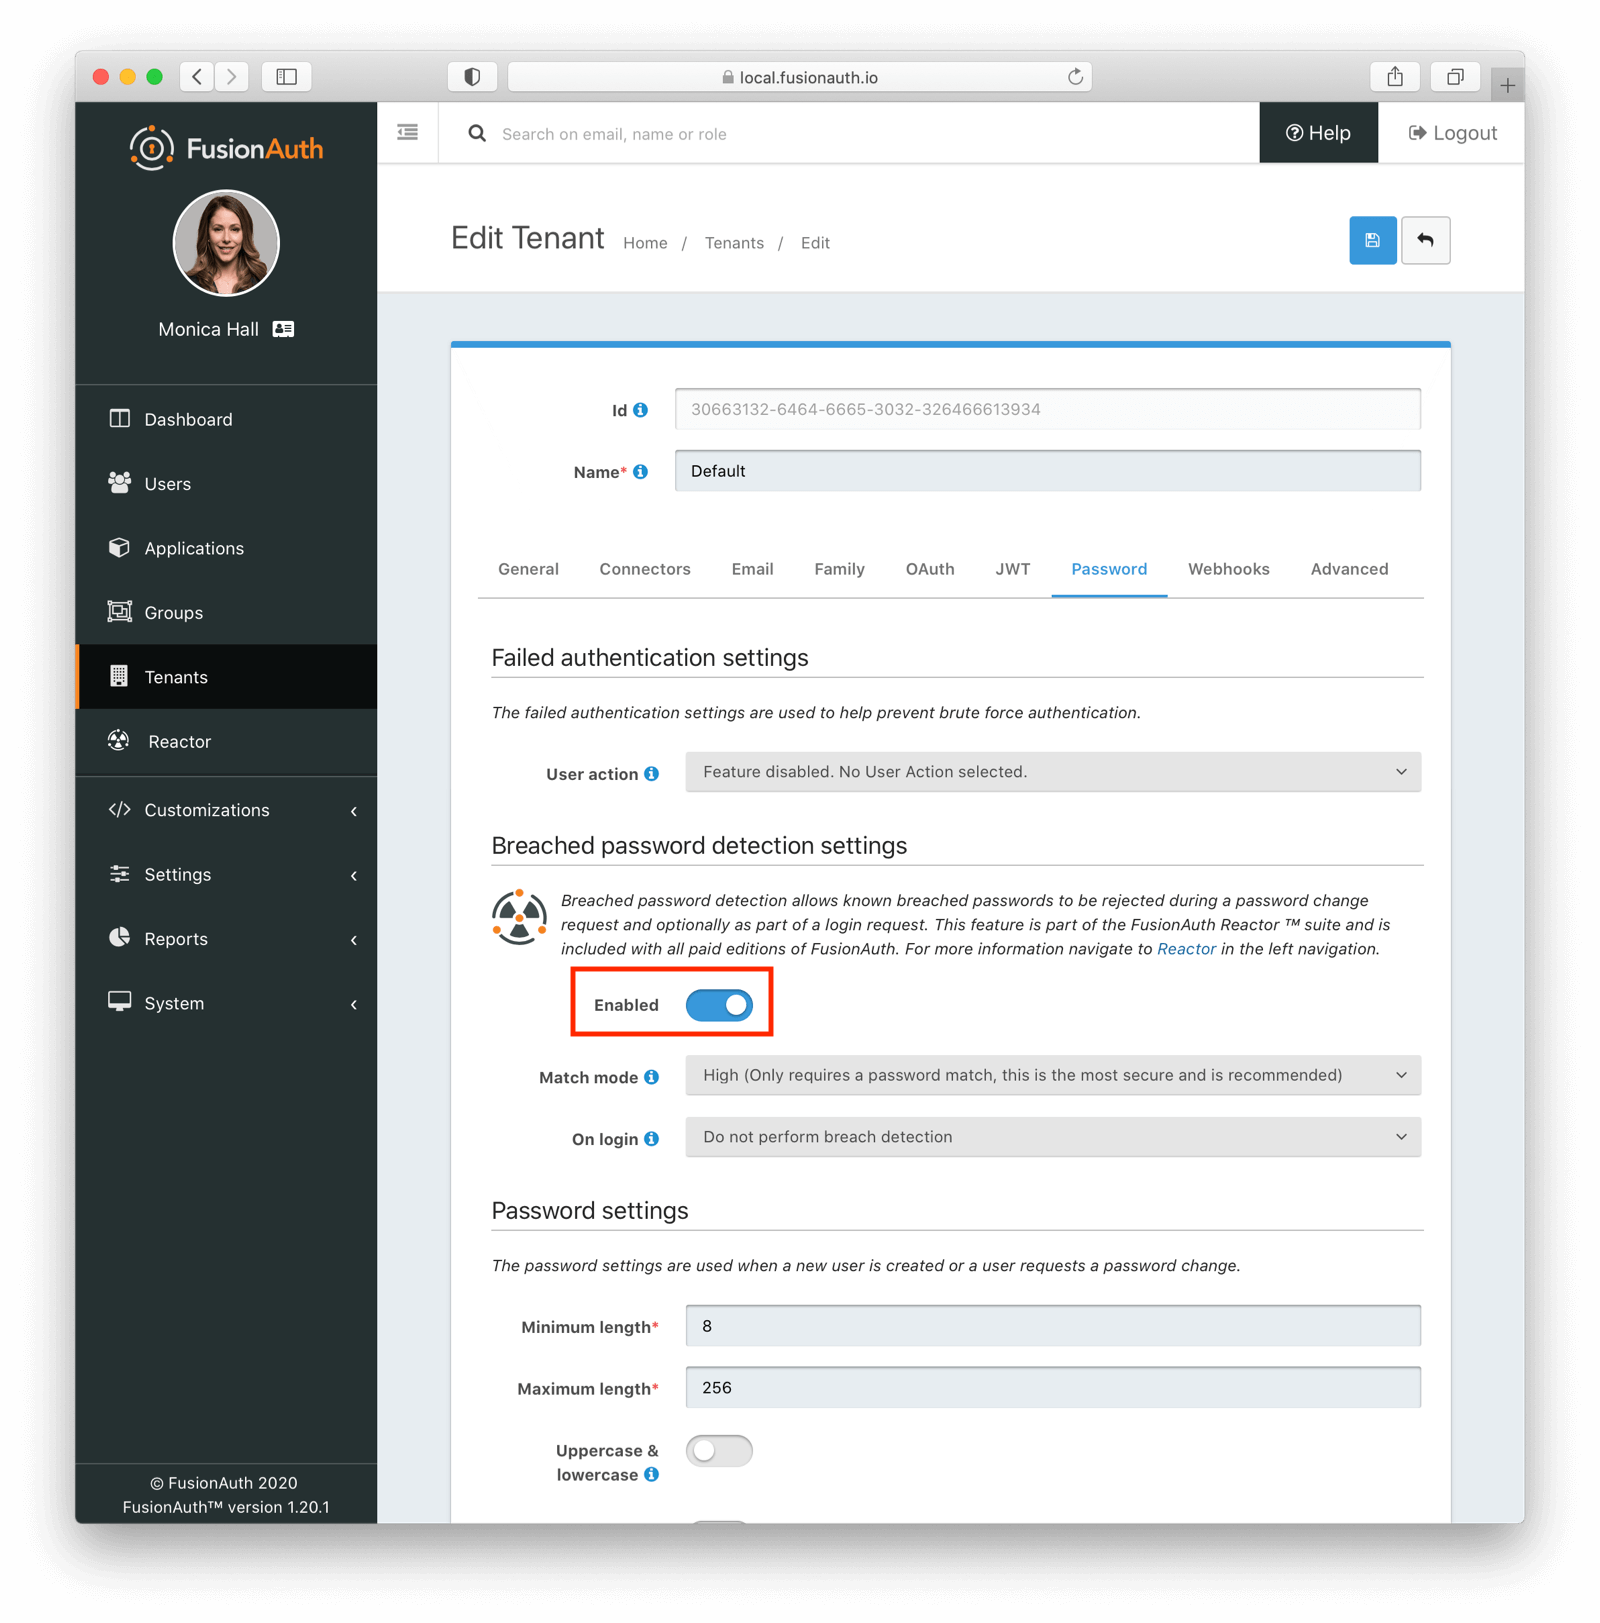 local.fusionauth.io
FusionAuth
Monica Hall
Dashboard
Users
Applications
Groups
Tenants
Reactor
Customizations
Settings
Reports
System
© FusionAuth 2020
FusionAuth™ version 1.20.1
Search on email, name or role
Help
Logout
Edit Tenant
Home / Tenants / Edit
Id
30663132-6464-6665-3032-326466613934
Name*
Default
General Connectors Email Family OAuth JWT Password Webhooks Advanced
Failed authentication settings
The failed authentication settings are used to help prevent brute force authentication.
User action
Feature disabled. No User Action selected.
Breached password detection settings
Breached password detection allows known breached passwords to be rejected during a password change
request and optionally as part of a login request. This feature is part of the FusionAuth Reactor ™ suite and is
included with all paid editions of FusionAuth. For more information navigate to Reactor in the left navigation.
Enabled
Match mode
High (Only requires a password match, this is the most secure and is recommended)
On login
Do not perform breach detection
Password settings
The password settings are used when a new user is created or a user requests a password change.
Minimum length*
8
Maximum length*
256
Uppercase &
lowercase